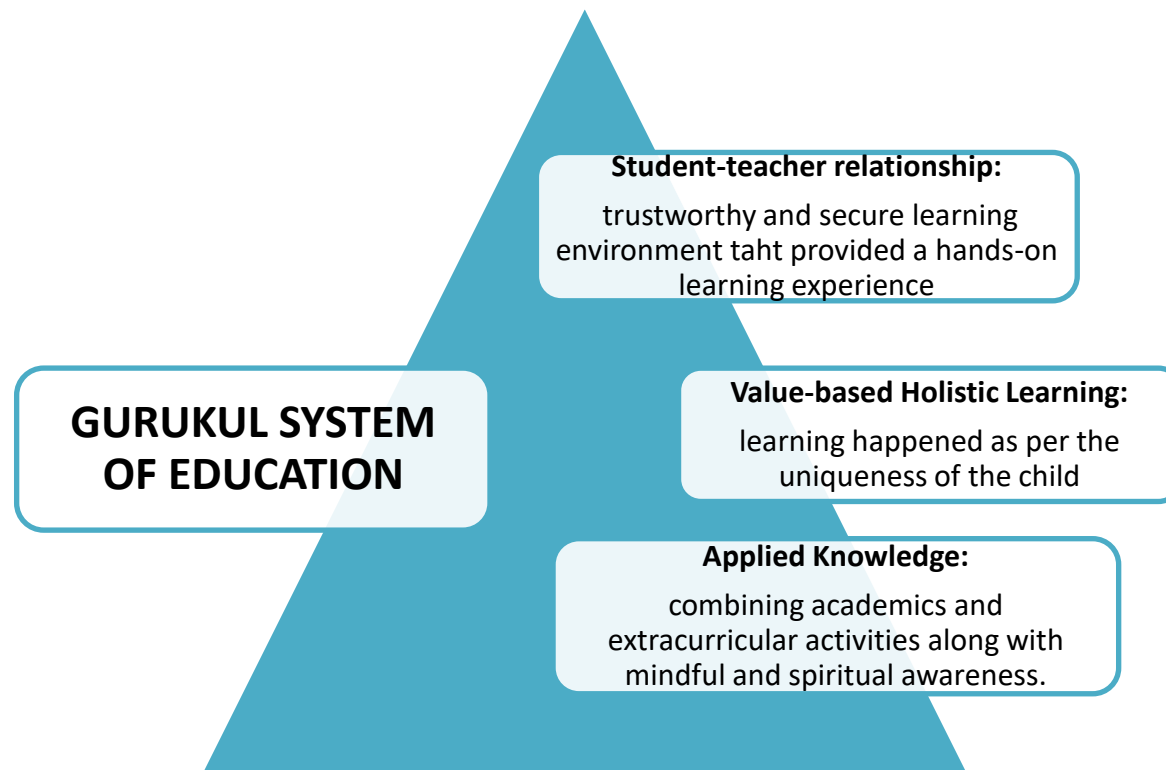 Student-teacher relationship:
trustworthy and secure learning
environment taht provided a hands-on
learning experience
GURUKUL SYSTEM
OF EDUCATION
Value-based Holistic Learning:
learning happened as per the
uniqueness of the child
Applied Knowledge:
combining academics and
extracurricular activities along with
mindful and spiritual awareness.